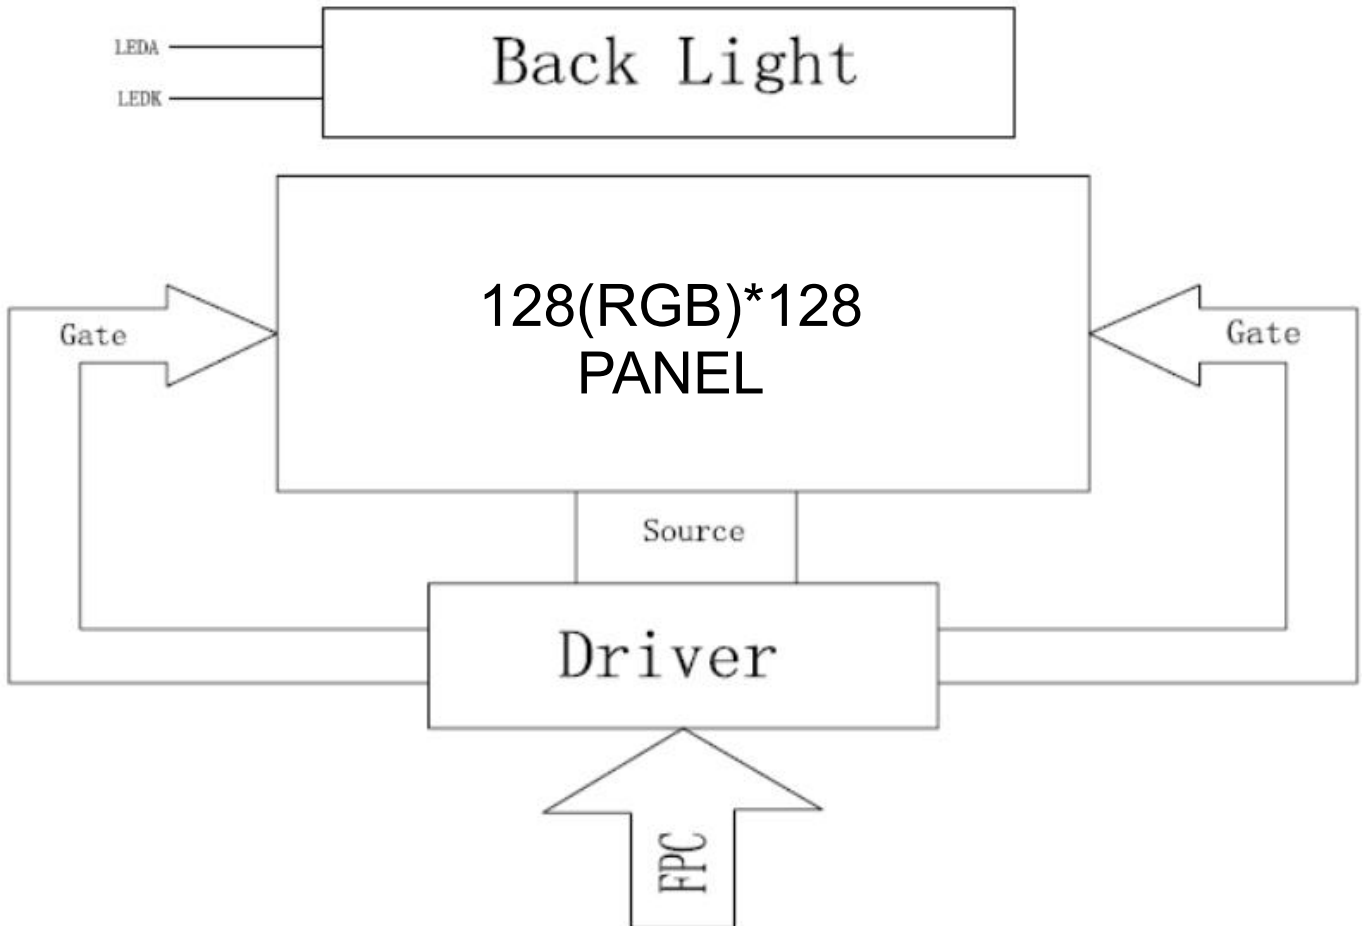 LEDA
LEDK
Back Light
128(RGB)*128
PANEL
Gate
Gate
Source
Driver
FPC